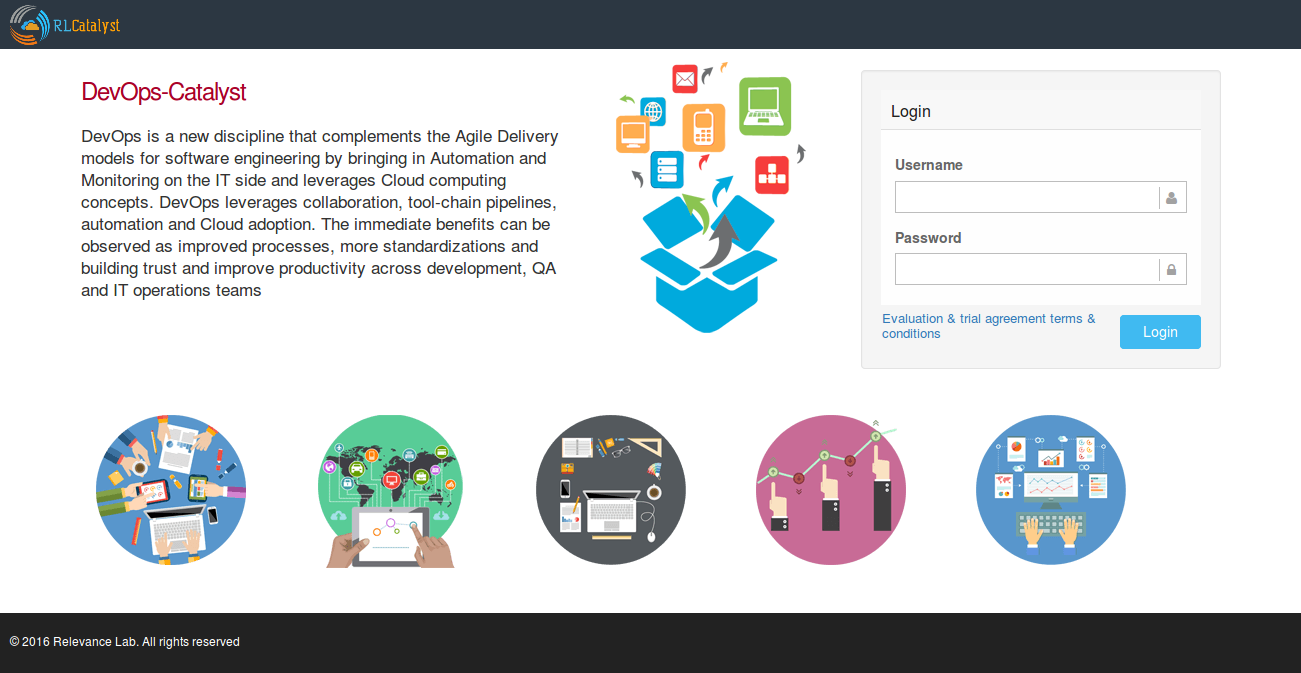 RLCatalyst
DevOps-Catalyst
DevOps is a new discipline that complements the Agile Delivery
models for software engineering by bringing in Automation and
Monitoring on the IT side and leverages Cloud computing
concepts. DevOps leverages collaboration, tool-chain pipelines,
automation and Cloud adoption. The immediate benefits can be
observed as improved processes, more standardizations and
building trust and improve productivity across development, QA
and IT operations teams
Login
Username
Password
Evaluation & trial agreement terms &
conditions
Login
© 2016 Relevance Lab. All rights reserved